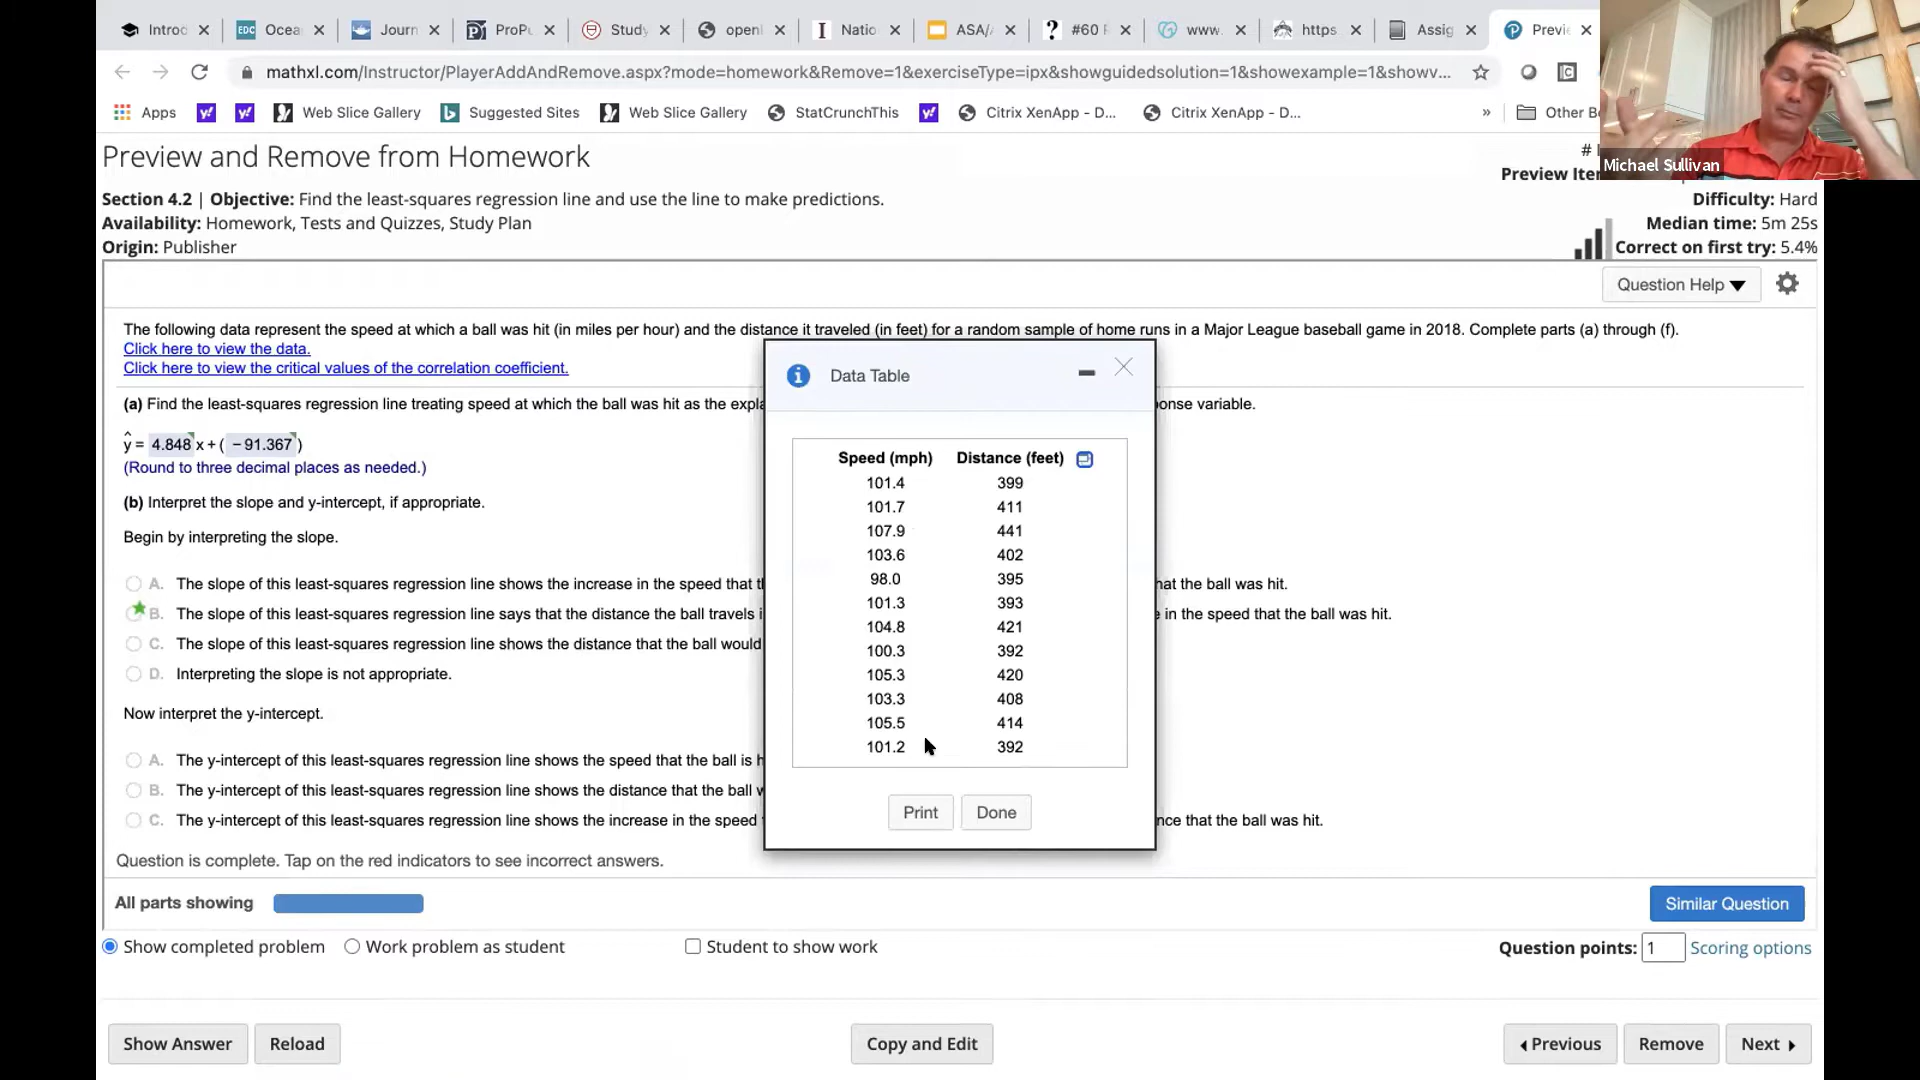 Introc
Ocea
Journ
ProPu
Study
openl
Natio
ASA/
#60 F
www.
https
Assig
Previe
mathxl.com/Instructor/PlayerAddAndRemove.aspx?mode=homework&Remove=1&exerciseType=ipx&showguidedsolution=1&showexample=1&showv...
Apps Web Slice Gallery Suggested Sites Web Slice Gallery StatCrunchThis Citrix XenApp - D... Citrix XenApp - D... » Other Bo
Michael Sullivan
Preview and Remove from Homework
Preview Iter
Section 4.2 | Objective: Find the least-squares regression line and use the line to make predictions.
Difficulty: Hard
Availability: Homework, Tests and Quizzes, Study Plan
Median time: 5m 25s
Origin: Publisher
Correct on first try: 5.4%
Question Help
The following data represent the speed at which a ball was hit (in miles per hour) and the distance it traveled (in feet) for a random sample of home runs in a Major League baseball game in 2018. Complete parts (a) through (f).
Click here to view the data.
Click here to view the critical values of the correlation coefficient.
(a) Find the least-squares regression line treating speed at which the ball was hit as the expla
onse variable.
ŷ = 4.848 x + ( − 91.367 )
(Round to three decimal places as needed.)
(b) Interpret the slope and y-intercept, if appropriate.
Begin by interpreting the slope.
A. The slope of this least-squares regression line shows the increase in the speed that t
hat the ball was hit.
B. The slope of this least-squares regression line says that the distance the ball travels i
e in the speed that the ball was hit.
C. The slope of this least-squares regression line shows the distance that the ball would
D. Interpreting the slope is not appropriate.
Now interpret the y-intercept.
A. The y-intercept of this least-squares regression line shows the speed that the ball is h
B. The y-intercept of this least-squares regression line shows the distance that the ball w
C. The y-intercept of this least-squares regression line shows the increase in the speed
nce that the ball was hit.
Data Table
Speed (mph) Distance (feet)
101.4 399
101.7 411
107.9 441
103.6 402
98.0 395
101.3 393
104.8 421
100.3 392
105.3 420
103.3 408
105.5 414
101.2 392
Print Done
Question is complete. Tap on the red indicators to see incorrect answers.
All parts showing
Similar Question
Show completed problem Work problem as student Student to show work
Question points: 1 Scoring options
Show Answer Reload Copy and Edit Previous Remove Next